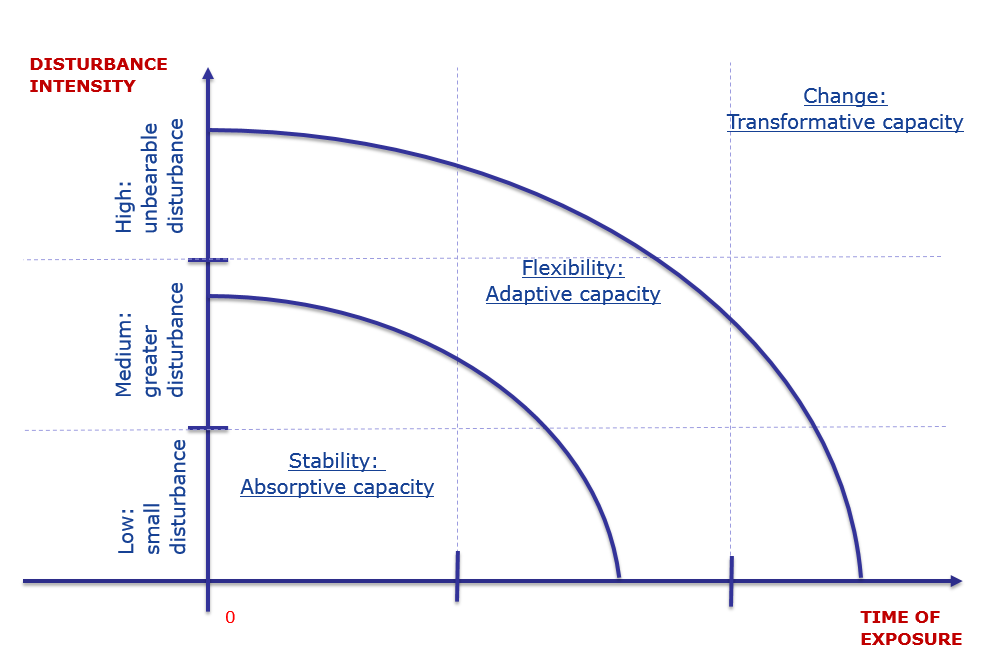 DISTURBANCE
INTENSITY
Change:
Transformative capacity
High:
unbearable
disturbance
Flexibility:
Adaptive capacity
Medium:
greater
disturbance
Stability:
Absorptive capacity
Low:
small
disturbance
0
TIME OF
EXPOSURE